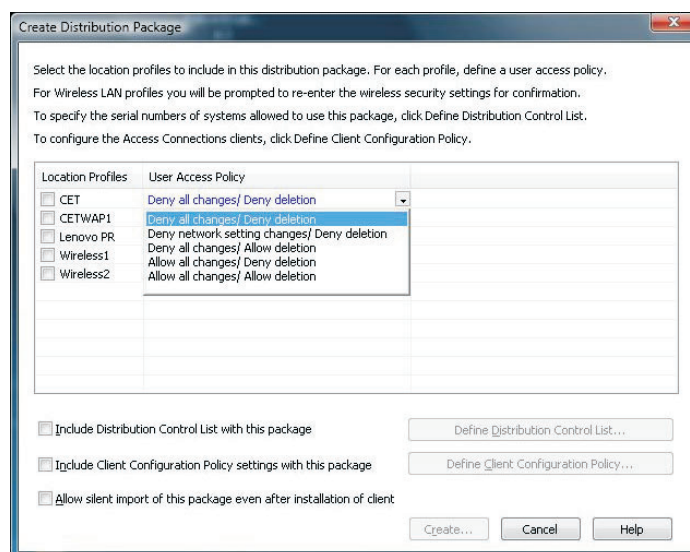 Create Distribution Package
Select the location profiles to include in this distribution package. For each profile, define a user access policy.
For Wireless LAN profiles you will be prompted to re-enter the wireless security settings for confirmation.
To specify the serial numbers of systems allowed to use this package, click Define Distribution Control List.
To configure the Access Connections clients, click Define Client Configuration Policy.
Location Profiles User Access Policy
CET Deny all changes/ Deny deletion
CETWAP1 Deny all changes/ Deny deletion
Lenovo PR Deny network setting changes/ Deny deletion
Deny all changes/ Allow deletion
Wireless1 Allow all changes/ Deny deletion
Wireless2 Allow all changes/ Allow deletion
Include Distribution Control List with this package Define Distribution Control List...
Include Client Configuration Policy settings with this package Define Client Configuration Policy...
Allow silent import of this package even after installation of client
Create... Cancel Help